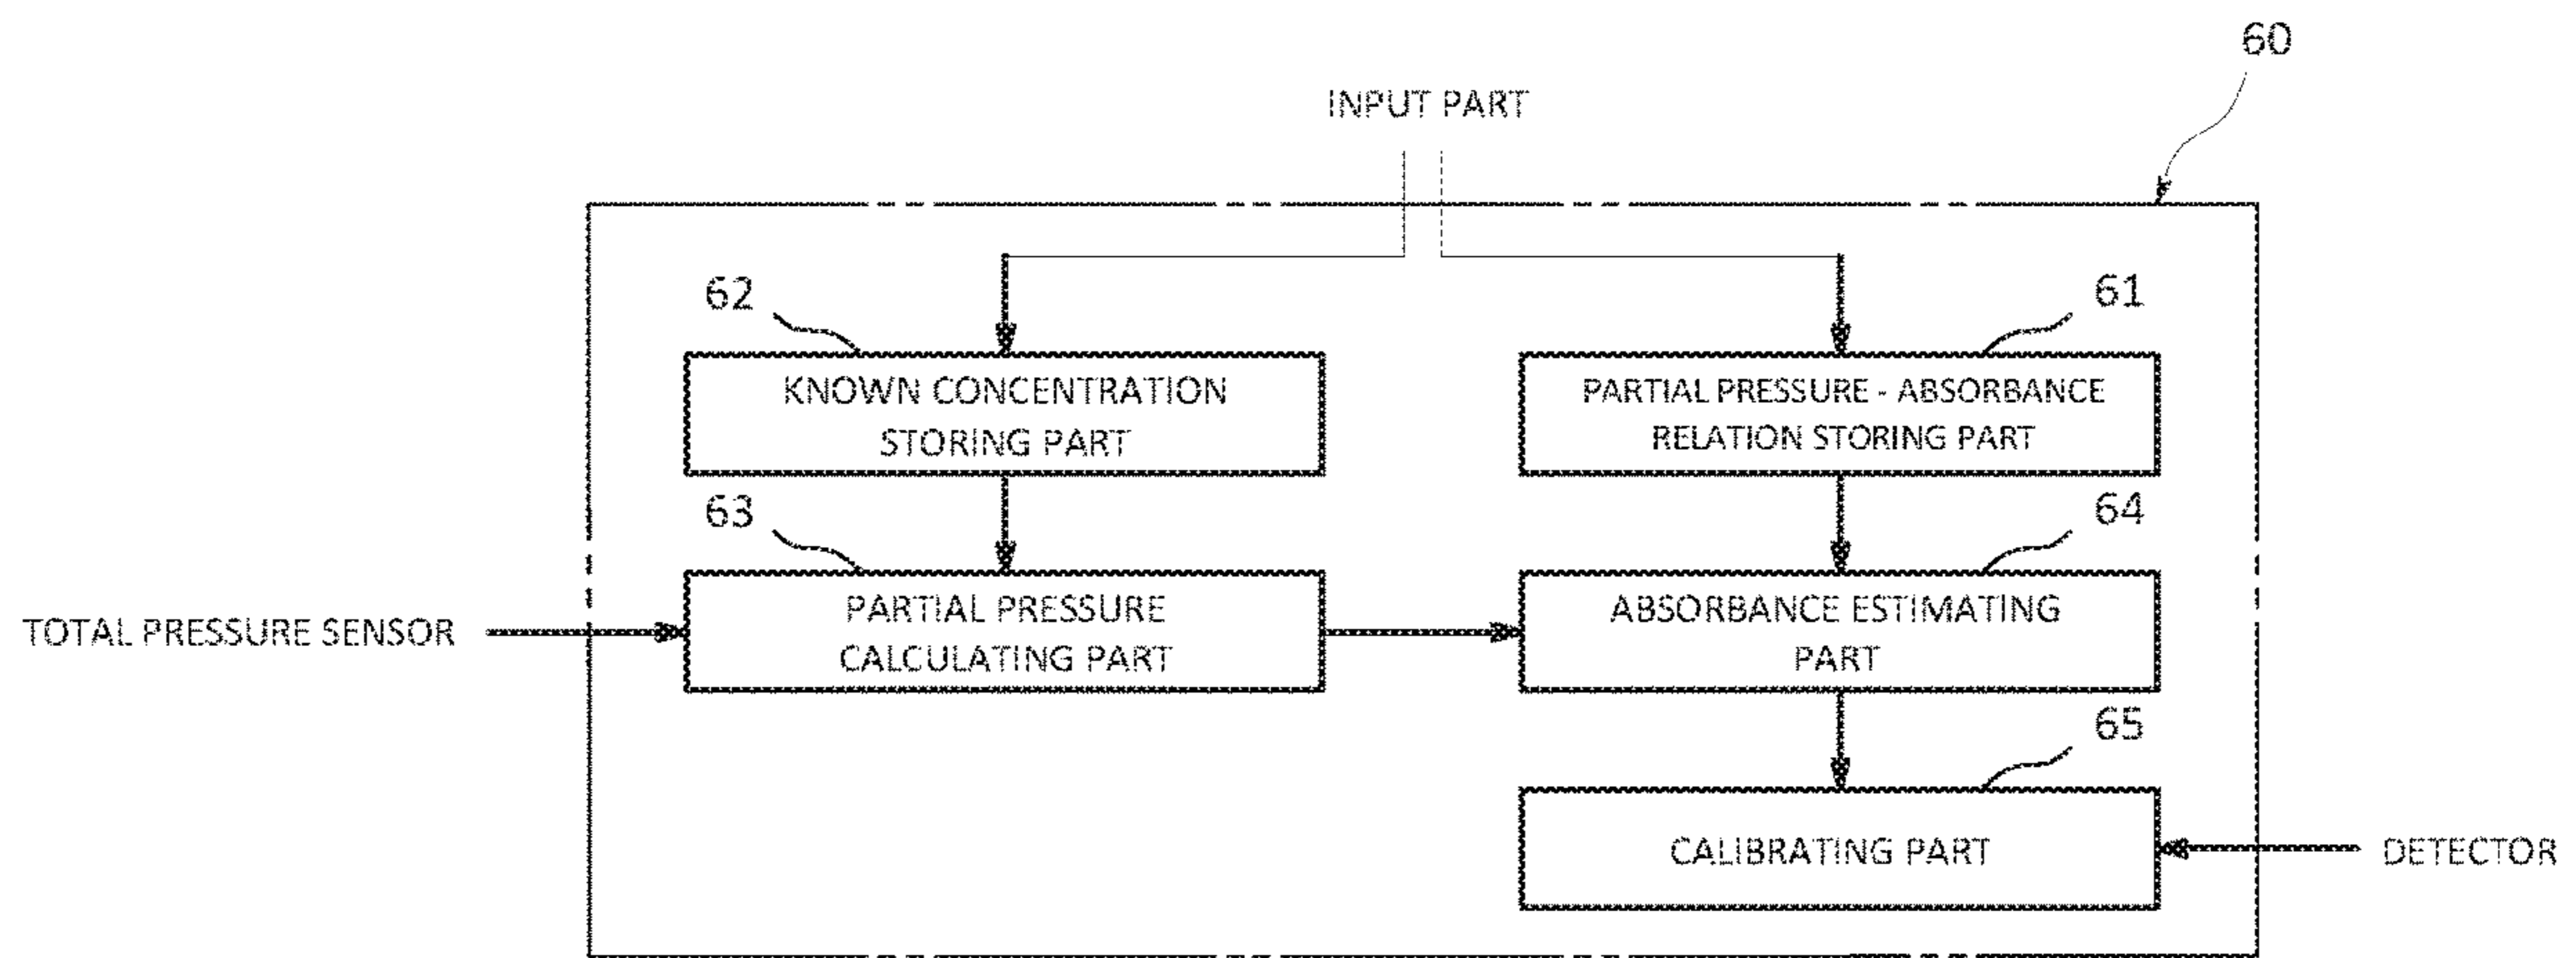 60
INPUT PART
62
61
KNOWN CONCENTRATION
STORING PART
PARTIAL PRESSURE - ABSORBANCE
RELATION STORING PART
63
64
TOTAL PRESSURE SENSOR
PARTIAL PRESSURE
CALCULATING PART
ABSORBANCE ESTIMATING
PART
65
CALIBRATING PART
DETECTOR